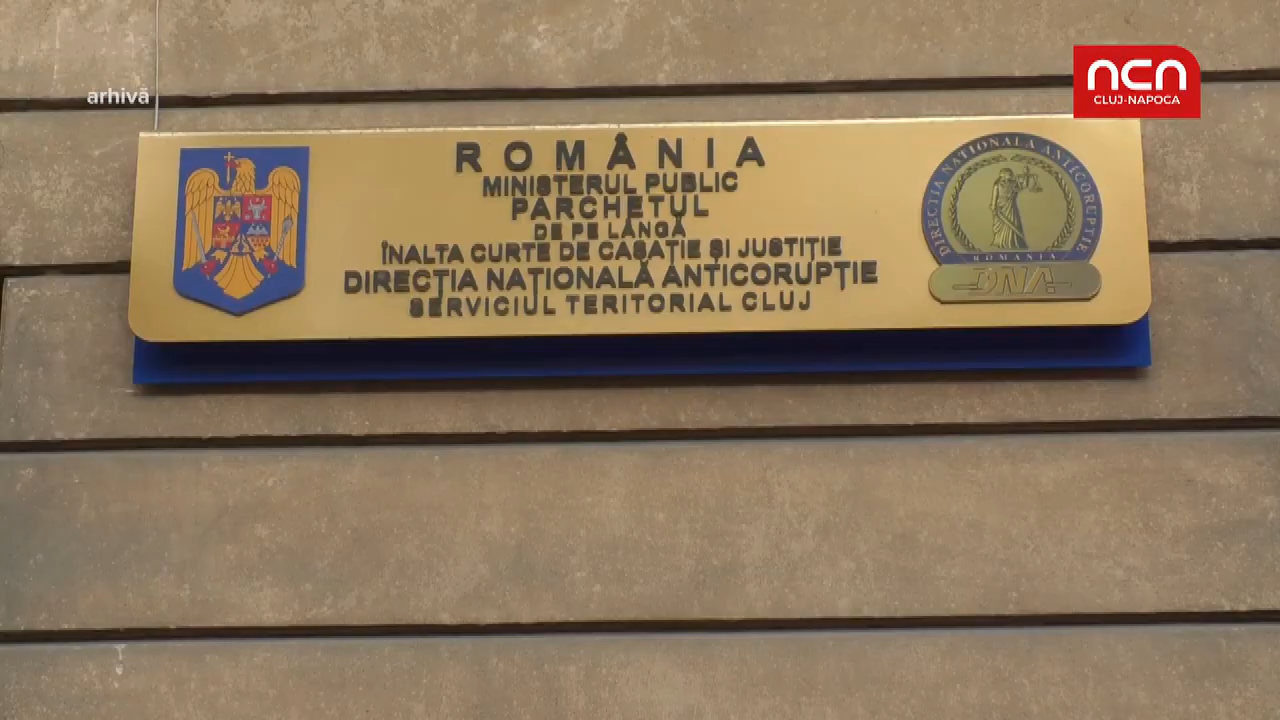 ncn
CLUJ-NAPOCA
arhivă
ROMÂNIA
MINISTERUL PUBLIC
PARCHETUL
DE PE LÂNGĂ
ÎNALTA CURTE DE CASAȚIE ȘI JUSTIȚIE
DIRECȚIA NAȚIONALĂ ANTICORUPȚIE
SERVICIUL TERITORIAL CLUJ
DIRECȚIA NAȚIONALĂ ANTICORUPȚIE
ROMANIA
DNA